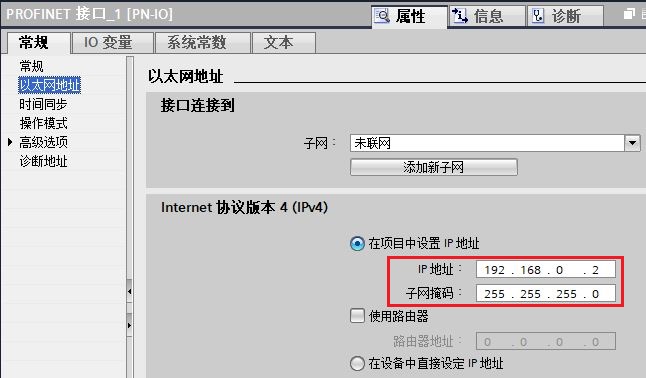 PROFINET 接口_1 [PN-IO]
属性
信息
诊断
常规
IO 变量
系统常数
文本
常规
以太网地址
时间同步
操作模式
高级选项
诊断地址
以太网地址
接口连接到
子网：
未联网
添加新子网
Internet 协议版本 4 (IPv4)
在项目中设置 IP 地址
IP 地址：
192 . 168 . 0 . 2
子网掩码：
255 . 255 . 255 . 0
使用路由器
路由器地址：
0 . 0 . 0 . 0
在设备中直接设定 IP 地址